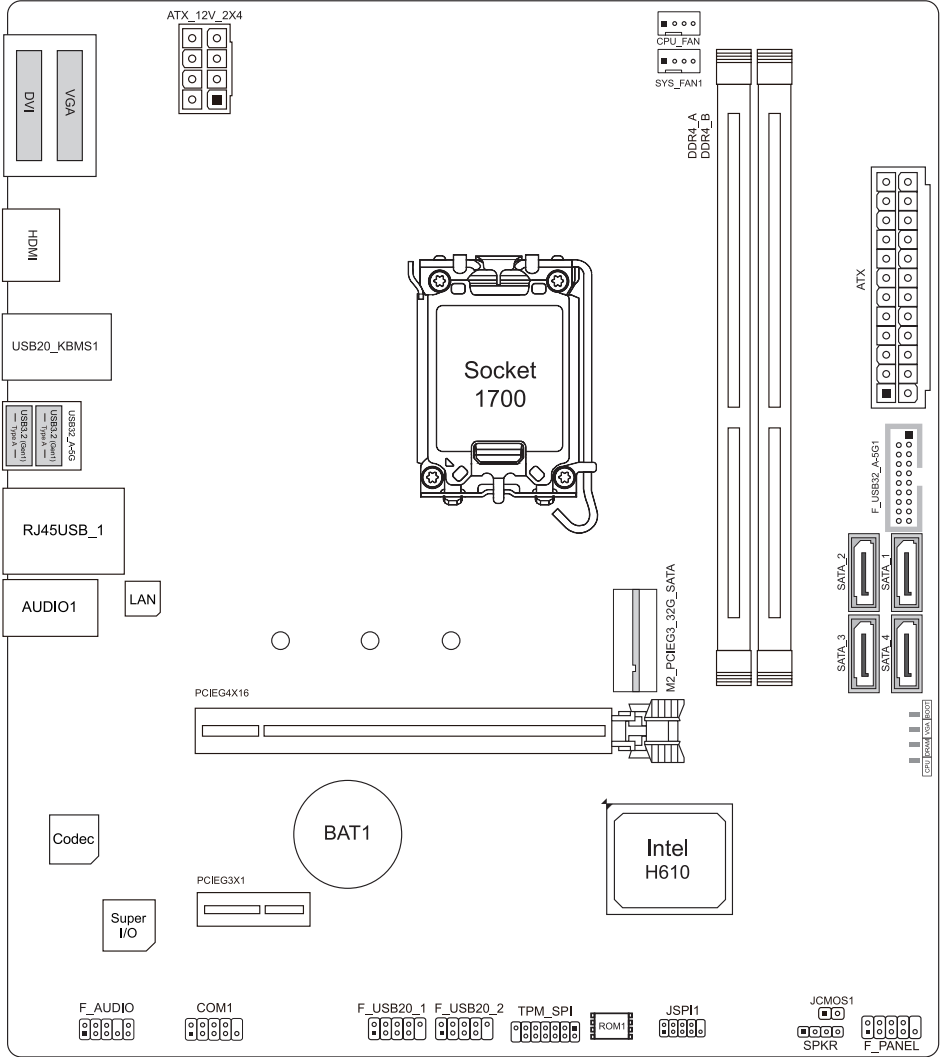 ATX_12V_2X4
CPU_FAN
SYS_FAN1
DVI
VGA
DDR4_A
DDR4_B
HDMI
ATX
USB20_KBMS1
Socket
1700
USB32_A-5G
USB3.2 (Gen1)
— Type A —
USB3.2 (Gen1)
— Type A —
F_USB32_A-5G1
RJ45USB_1
SATA_2
SATA_1
LAN
AUDIO1
M2_PCIEG3_32G_SATA
SATA_3
SATA_4
PCIEG4X16
CPU
DRAM
VGA
BOOT
BAT1
Codec
Intel
H610
PCIEG3X1
Super
I/O
F_AUDIO
COM1
F_USB20_1
F_USB20_2
TPM_SPI
ROM1
JSPI1
JCMOS1
SPKR
F_PANEL